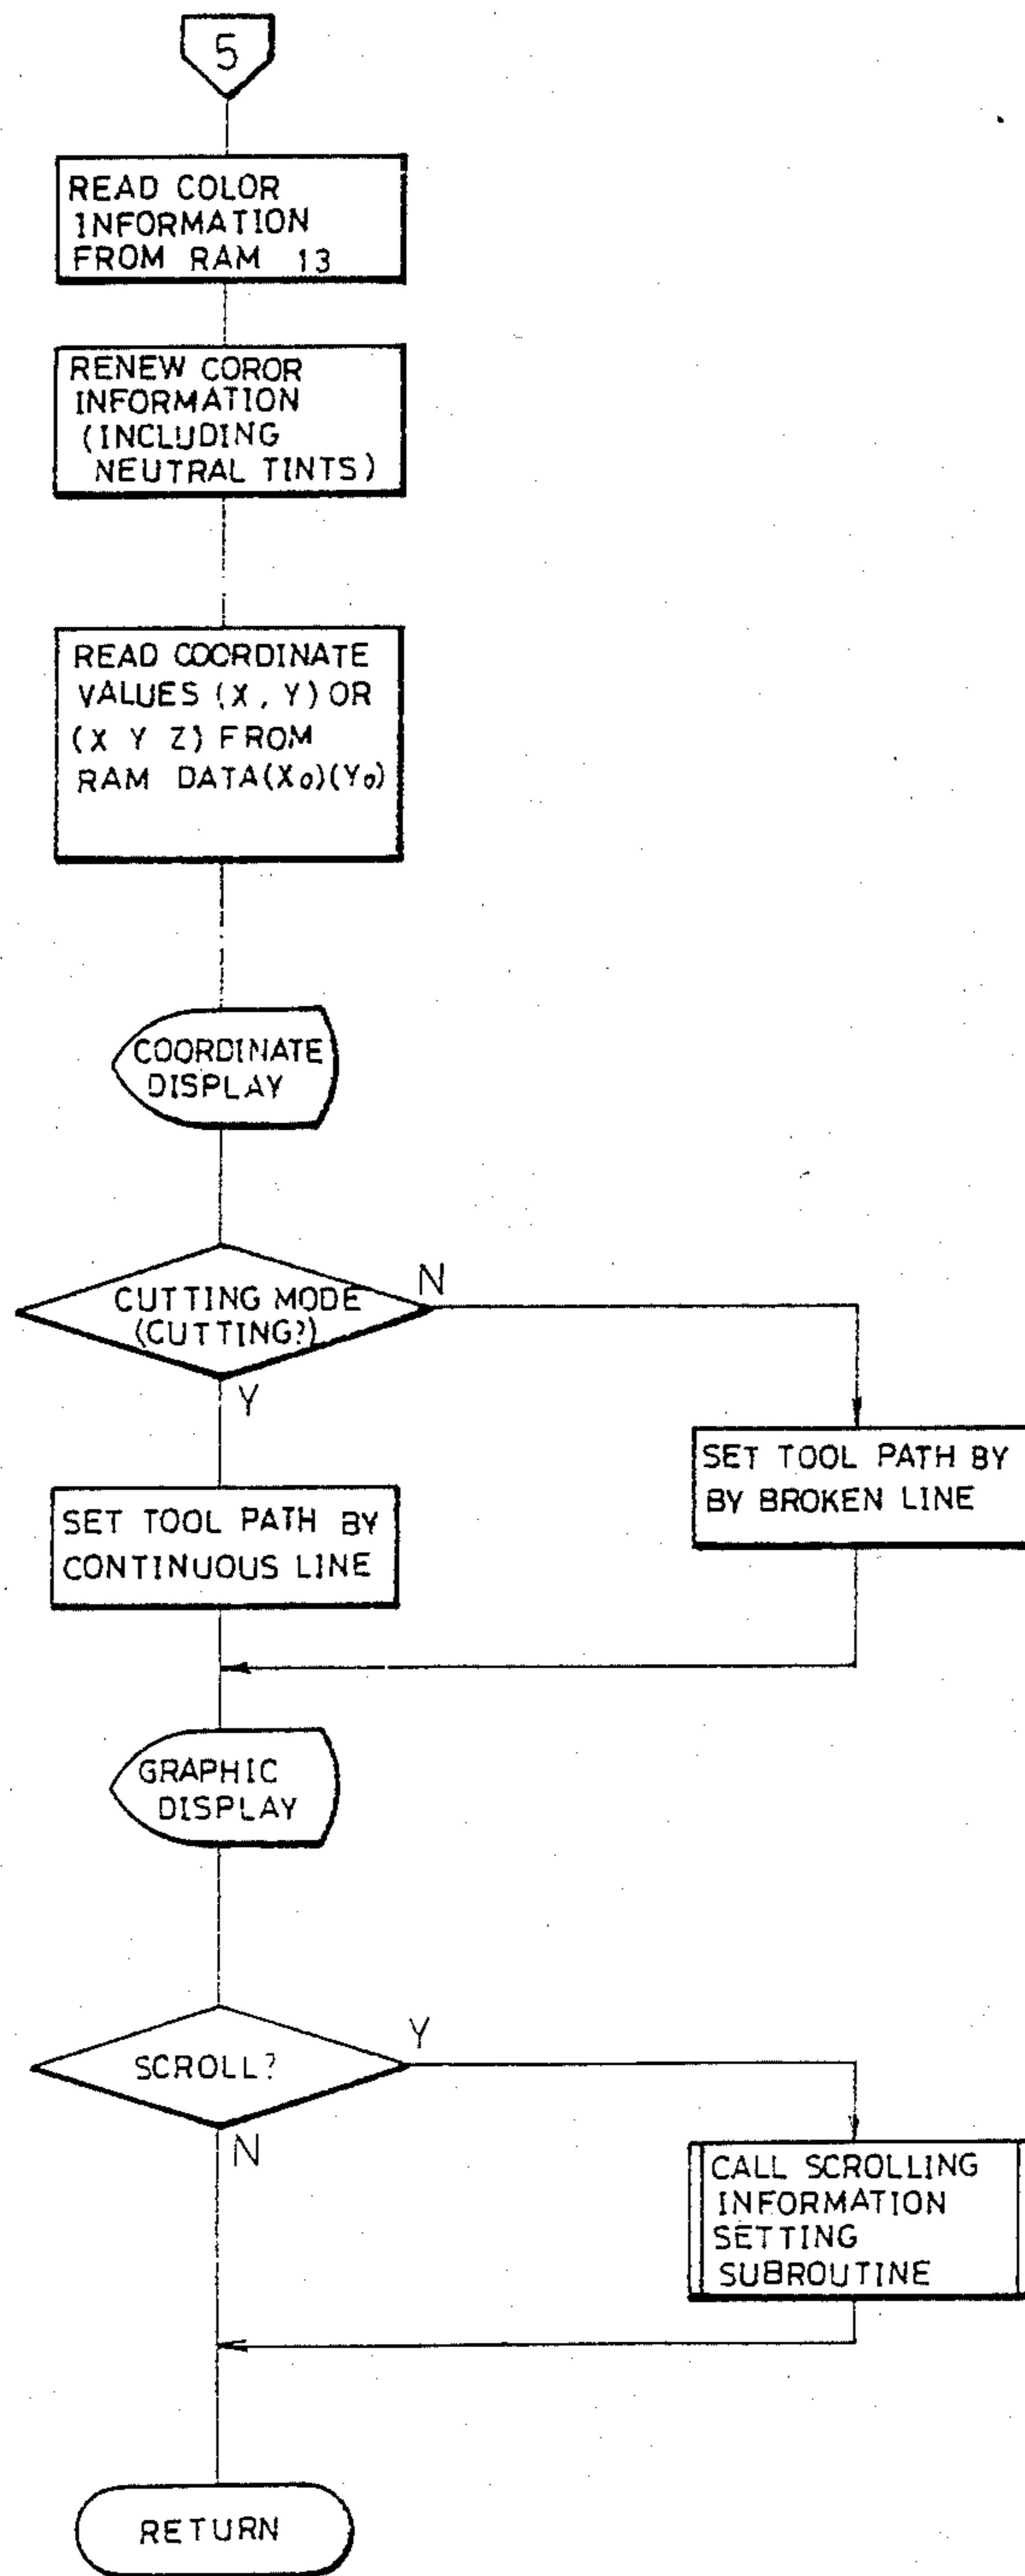 5
READ COLOR
INFORMATION
FROM RAM 13
RENEW COROR
INFORMATION
(INCLUDING
NEUTRAL TINTS)
READ COORDINATE
VALUES (X, Y) OR
(X Y Z) FROM
RAM DATA(X0)(Y0)
COORDINATE
DISPLAY
CUTTING MODE
(CUTTING?)
N
Y
SET TOOL PATH BY
BY BROKEN LINE
SET TOOL PATH BY
CONTINUOUS LINE
GRAPHIC
DISPLAY
SCROLL?
Y
N
CALL SCROLLING
INFORMATION
SETTING
SUBROUTINE
RETURN